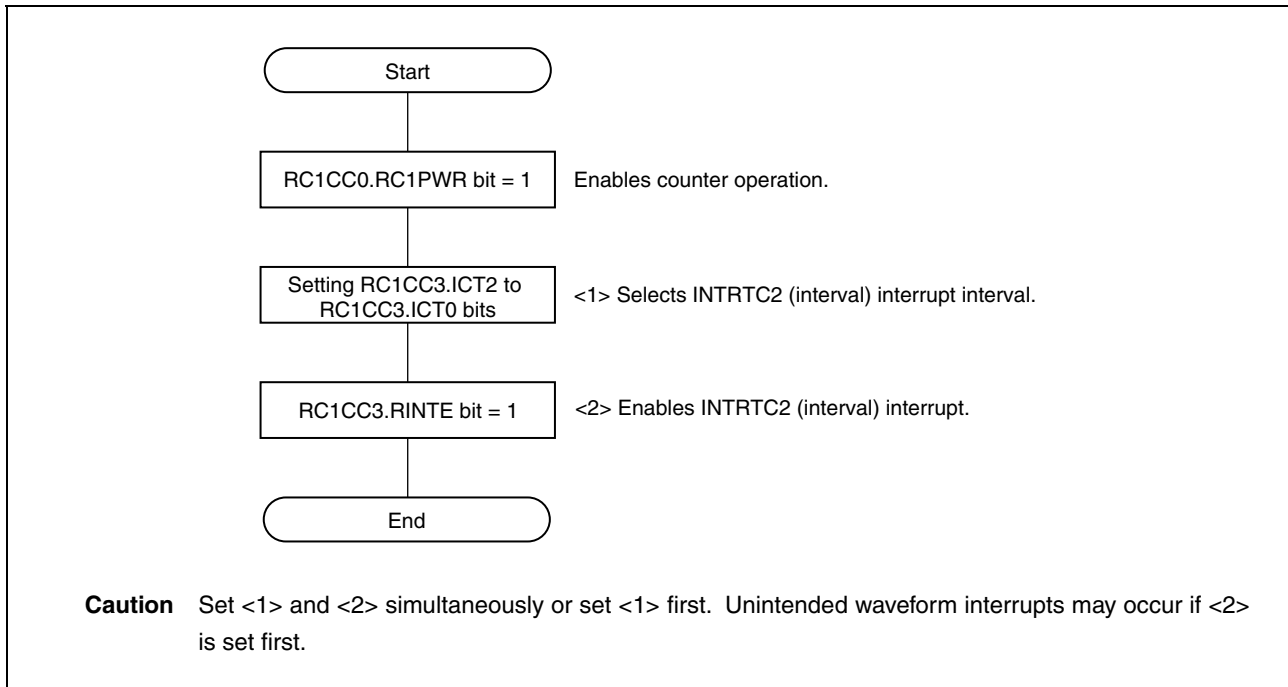 Start
RC1CC0.RC1PWR bit = 1
Enables counter operation.
Setting RC1CC3.ICT2 to
RC1CC3.ICT0 bits
<1> Selects INTRTC2 (interval) interrupt interval.
RC1CC3.RINTE bit = 1
<2> Enables INTRTC2 (interval) interrupt.
End
Caution Set <1> and <2> simultaneously or set <1> first. Unintended waveform interrupts may occur if <2>
is set first.